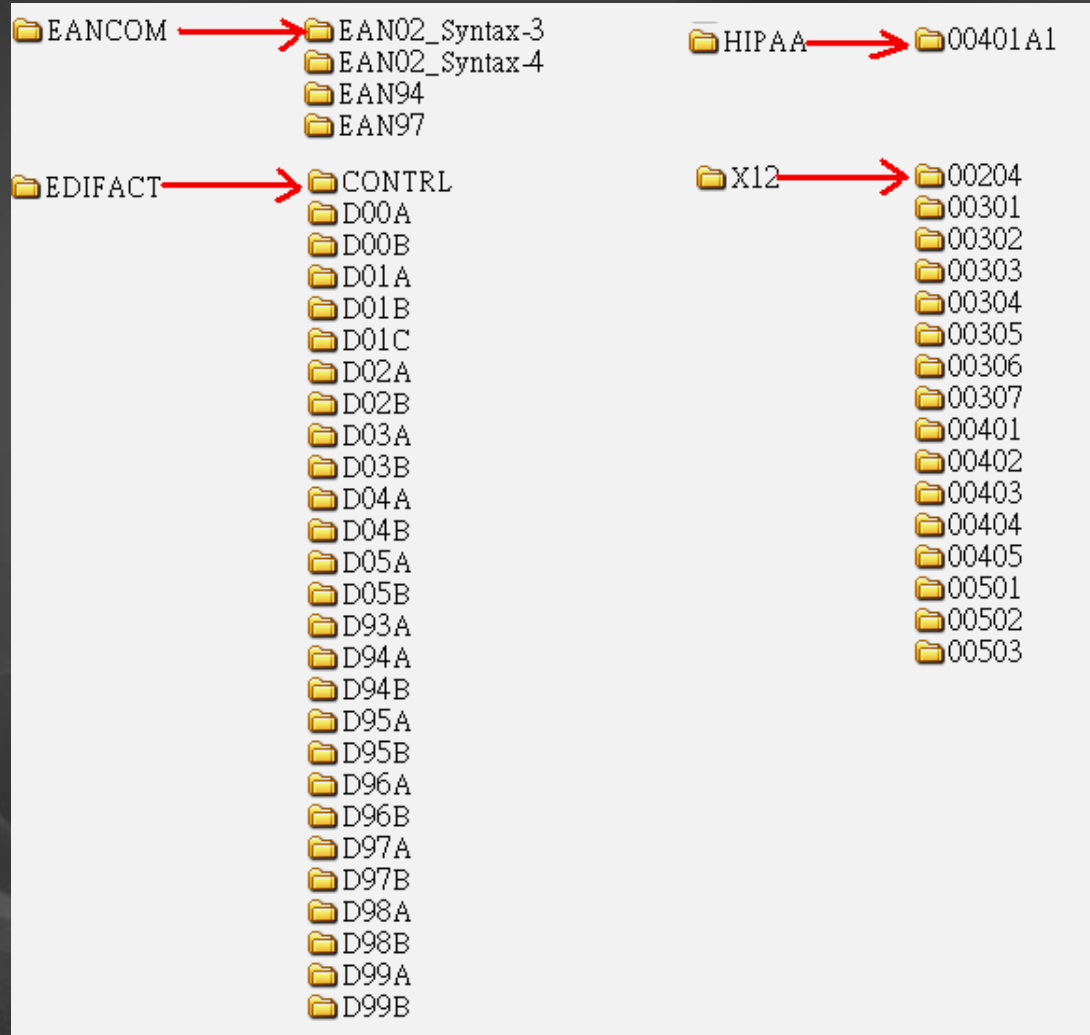 EANCOM
EAN02_Syntax-3
EAN02_Syntax-4
EAN94
EAN97
EDIFACT
CONTRL
D00A
D00B
D01A
D01B
D01C
D02A
D02B
D03A
D03B
D04A
D04B
D05A
D05B
D93A
D94A
D94B
D95A
D95B
D96A
D96B
D97A
D97B
D98A
D98B
D99A
D99B
HIPAA
00401A1
X12
00204
00301
00302
00303
00304
00305
00306
00307
00401
00402
00403
00404
00405
00501
00502
00503